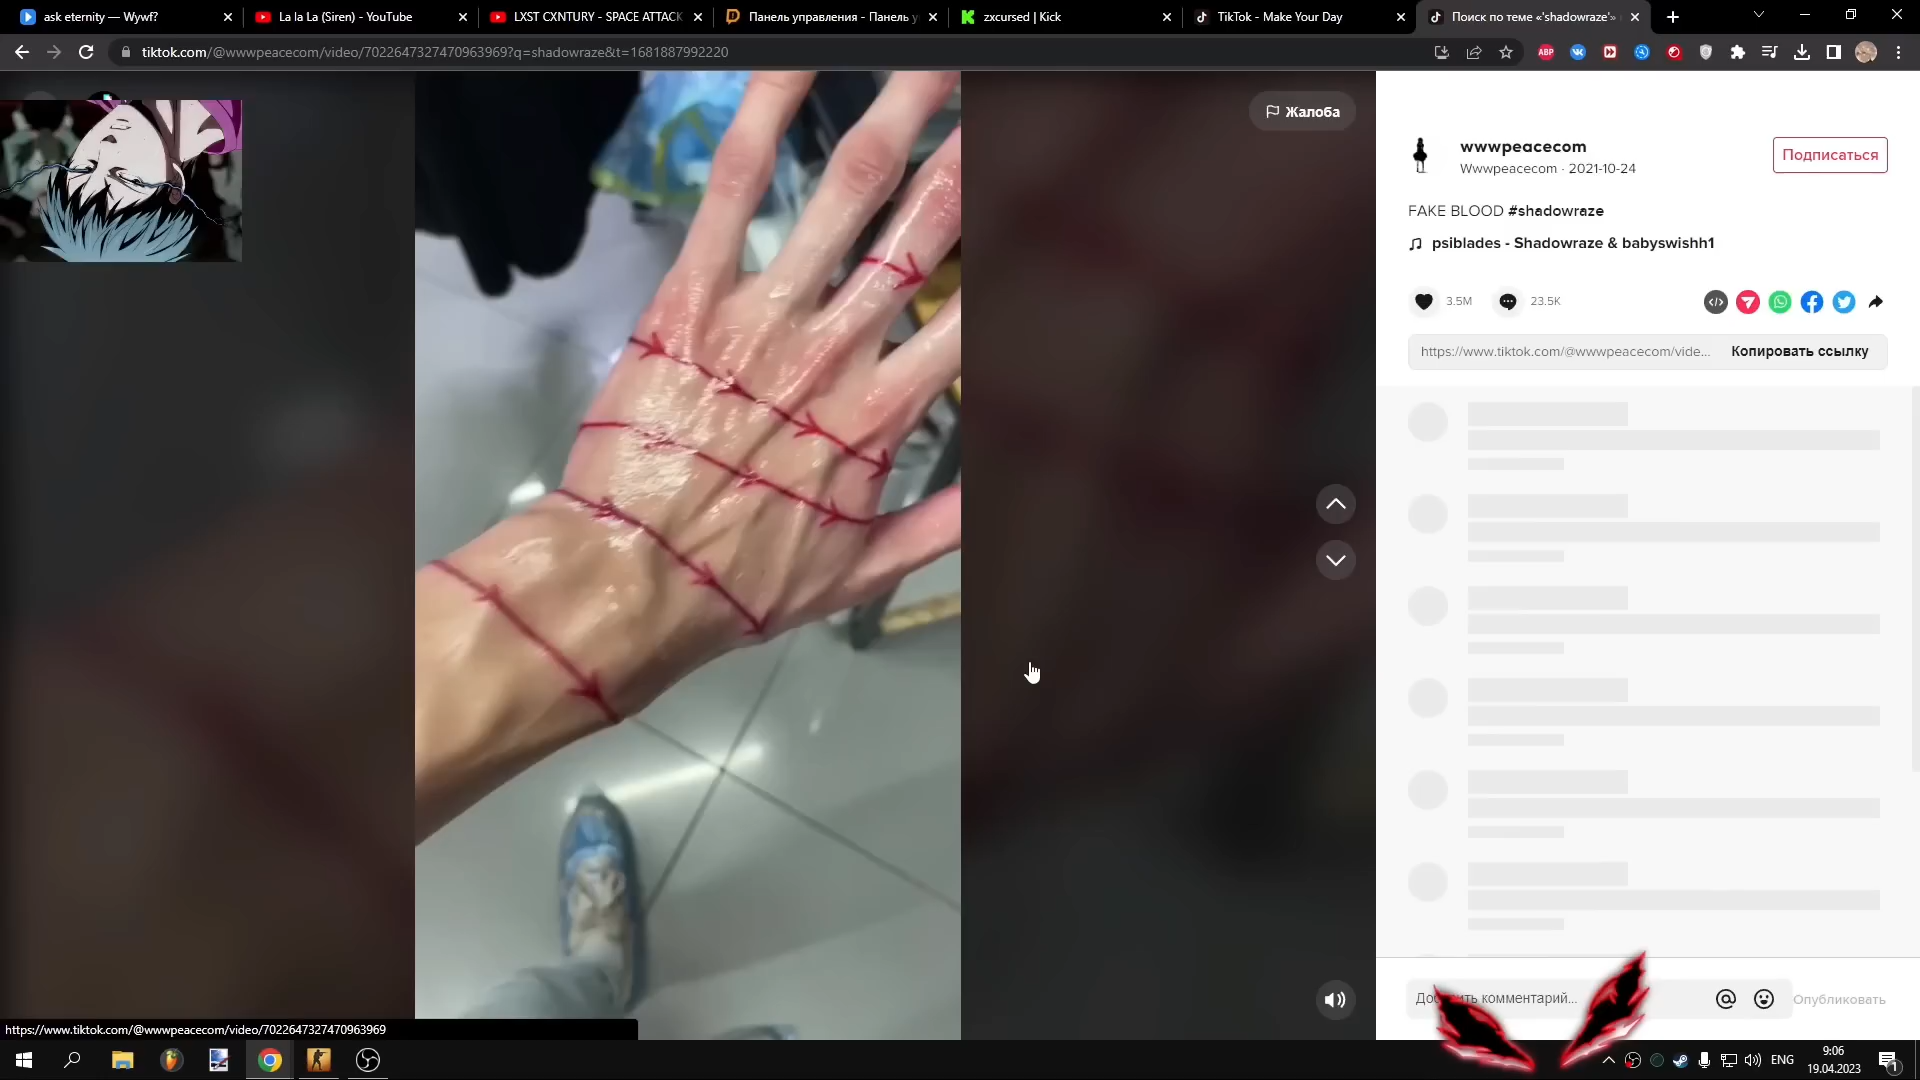 ask eternity — Wywf?
La la La (Siren) - YouTube
LXST CXNTURY - SPACE ATTACK
Панель управления - Панель у
zxcursed | Kick
TikTok - Make Your Day
Поиск по теме «'shadowraze'»
tiktok.com/@wwwpeacecom/video/7022647327470963969?q=shadowraze&t=1681887992220
ABP
Жалоба
wwwpeacecom
Wwwpeacecom · 2021-10-24
Подписаться
FAKE BLOOD #shadowraze
psiblades - Shadowraze & babyswishh1
3.5M
23.5K
https://www.tiktok.com/@wwwpeacecom/vide...
Копировать ссылку
комментарий...
Опубликовать
https://www.tiktok.com/@wwwpeacecom/video/7022647327470963969
ENG
9:06
19.04.2023
1